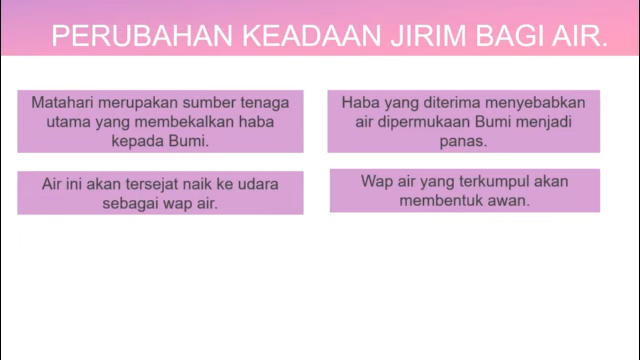 PERUBAHAN KEADAAN JIRIM BAGI AIR.
Matahari merupakan sumber tenaga
utama yang membekalkan haba
kepada Bumi.
Haba yang diterima menyebabkan
air dipermukaan Bumi menjadi
panas.
Air ini akan tersejat naik ke udara
sebagai wap air.
Wap air yang terkumpul akan
membentuk awan.